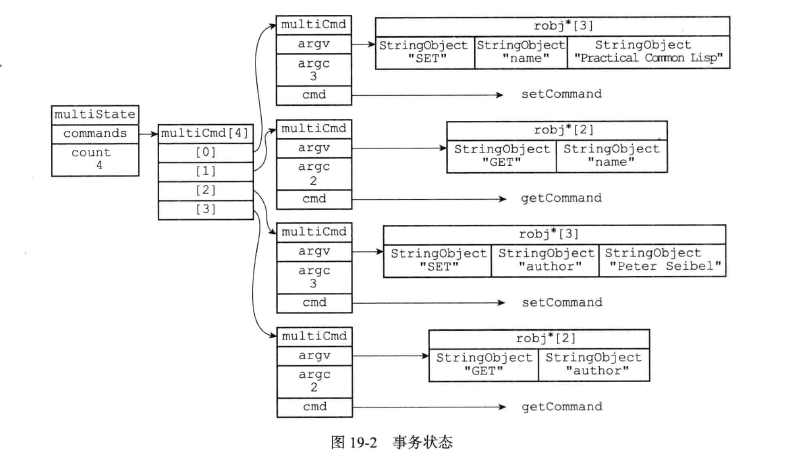 multiState
commands
count
4
multiCmd[4]
[0]
[1]
[2]
[3]
multiCmd
argv
argc
3
cmd
robj*[3]
StringObject StringObject StringObject
"SET" "name" "Practical Common Lisp"
setCommand
multiCmd
argv
argc
2
cmd
robj*[2]
StringObject StringObject
"GET" "name"
getCommand
multiCmd
argv
argc
3
cmd
robj*[3]
StringObject StringObject StringObject
"SET" "author" "Peter Seibel"
setCommand
multiCmd
argv
argc
2
cmd
robj*[2]
StringObject StringObject
"GET" "author"
getCommand
图 19-2 事务状态